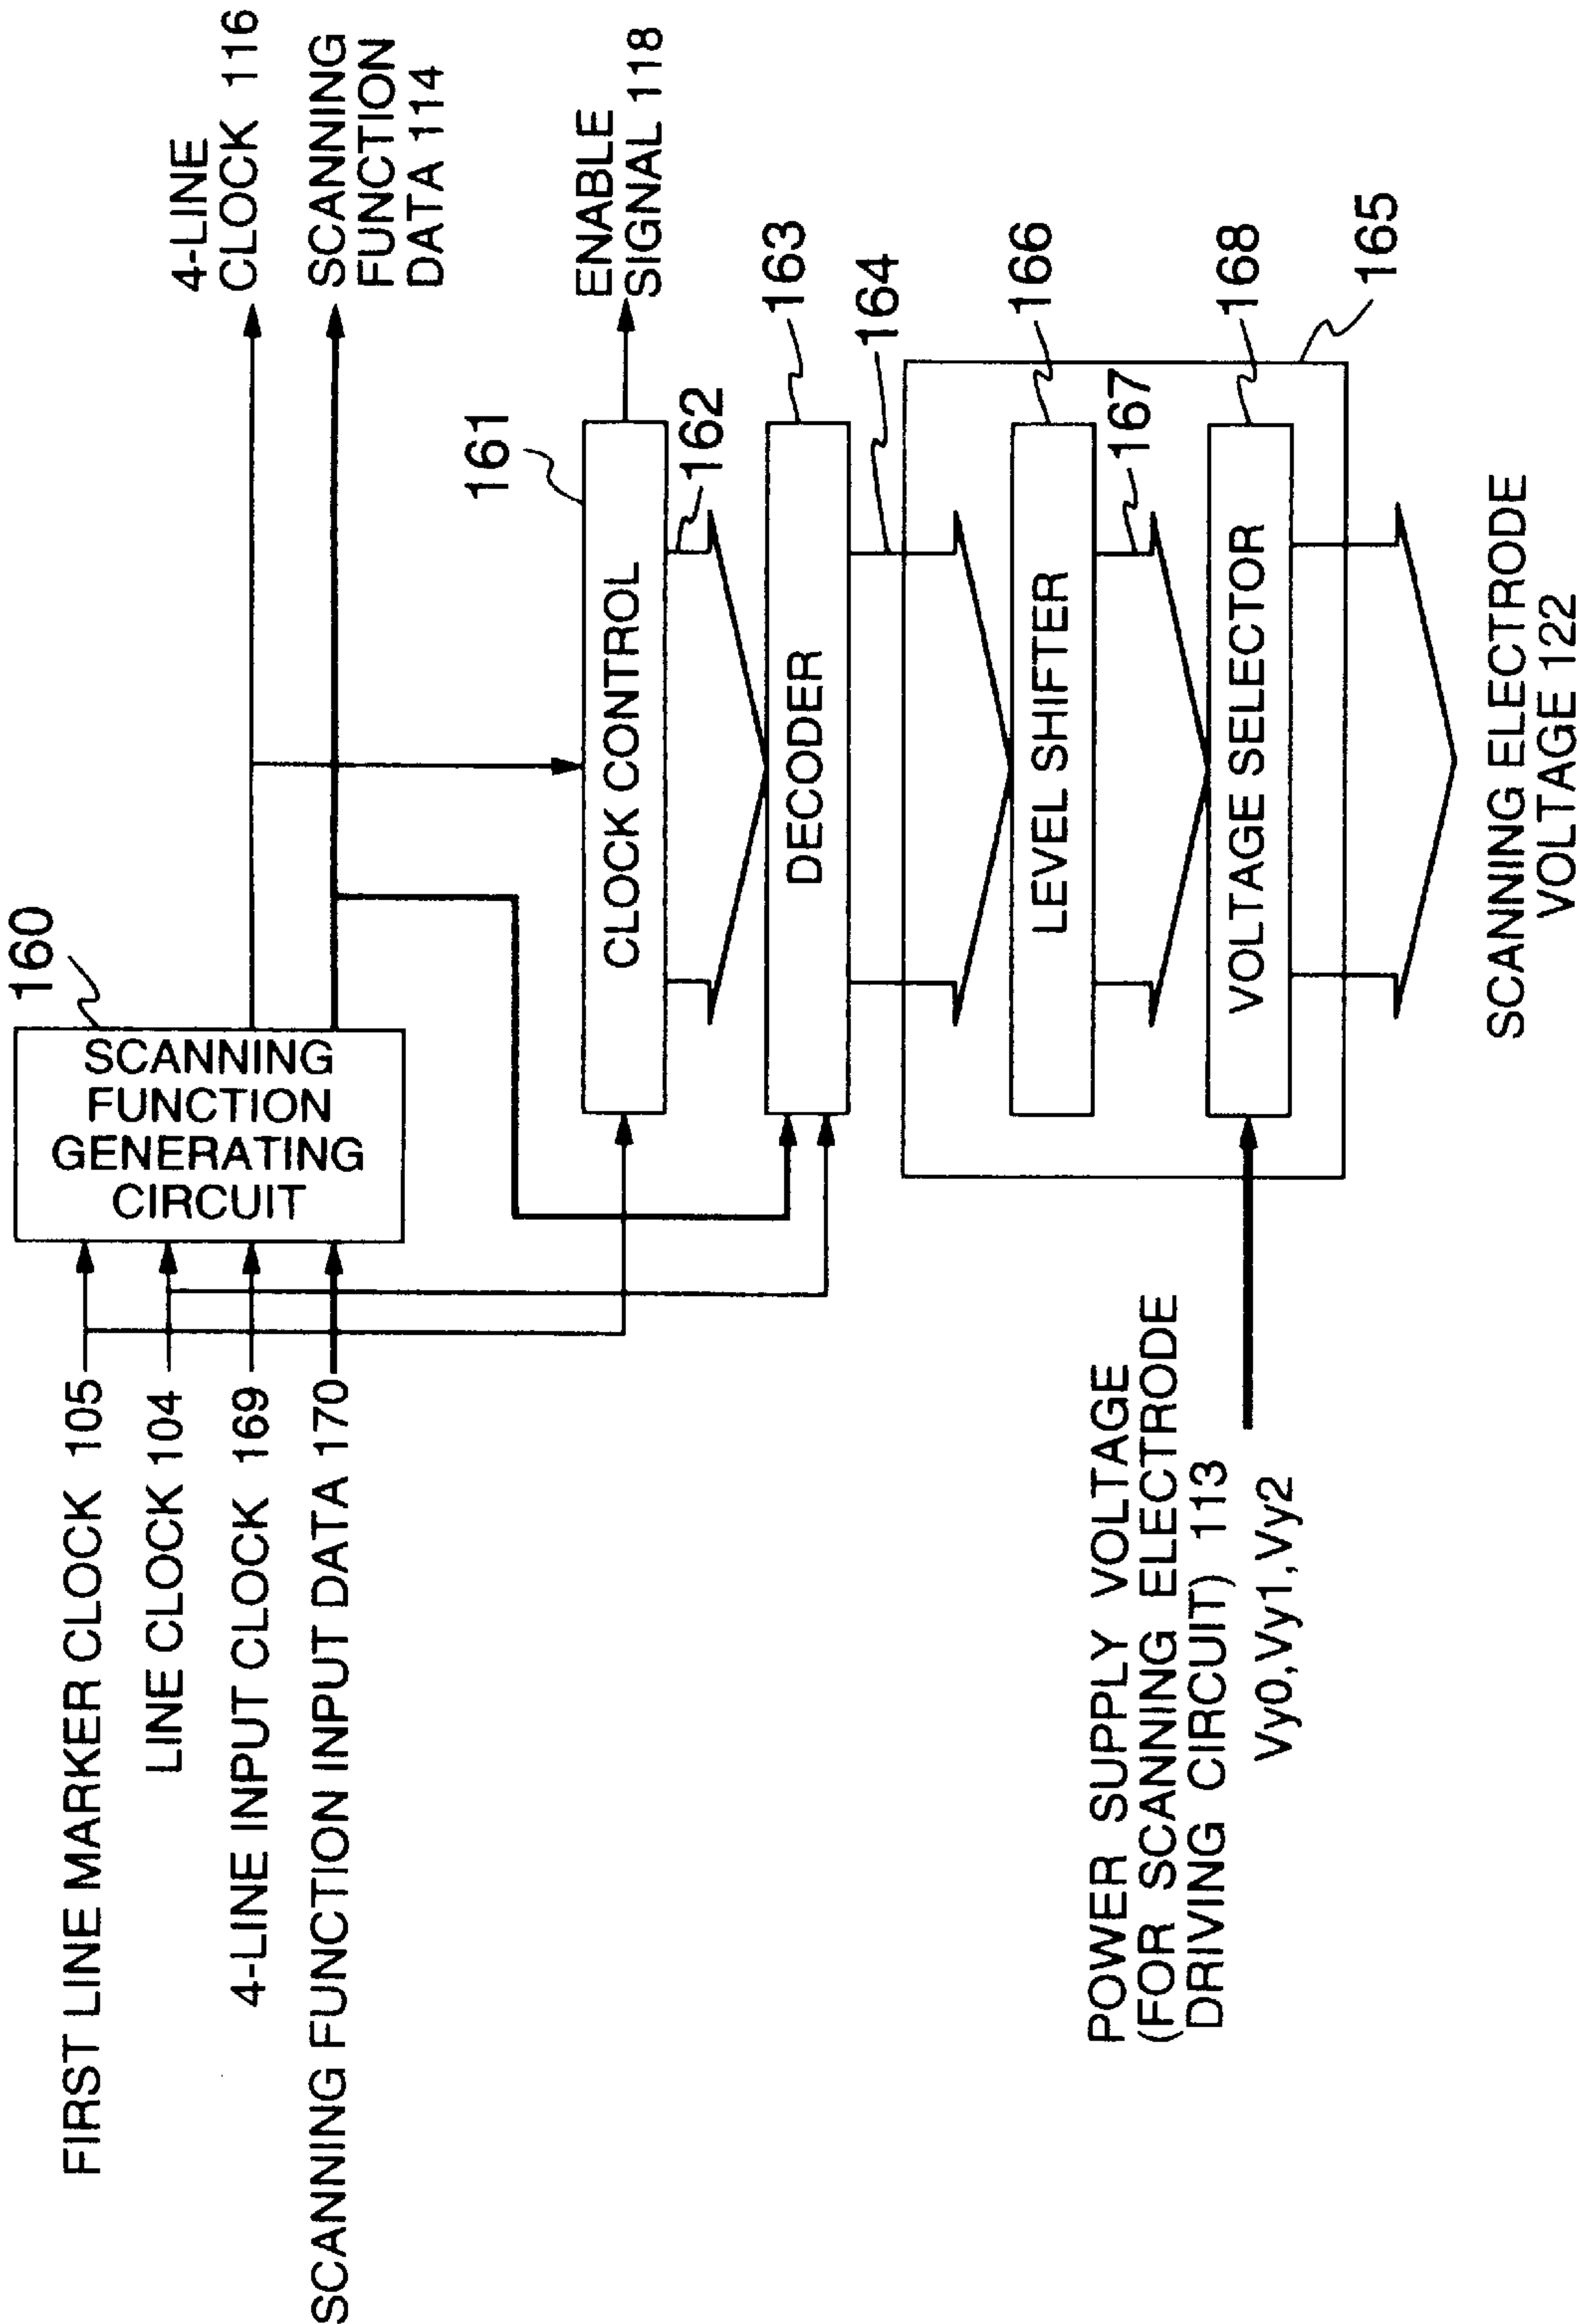 FIRST LINE MARKER CLOCK 105
LINE CLOCK 104
4-LINE INPUT CLOCK 169
SCANNING FUNCTION INPUT DATA 170
160
SCANNING
FUNCTION
GENERATING
CIRCUIT
4-LINE
CLOCK 116
SCANNING
FUNCTION
DATA 114
161
CLOCK CONTROL
ENABLE
SIGNAL 118
162
163
DECODER
164
166
LEVEL SHIFTER
167
168
VOLTAGE SELECTOR
165
POWER SUPPLY VOLTAGE
(FOR SCANNING ELECTRODE
DRIVING CIRCUIT) 113
Vy0,Vy1,Vy2
SCANNING ELECTRODE
VOLTAGE 122